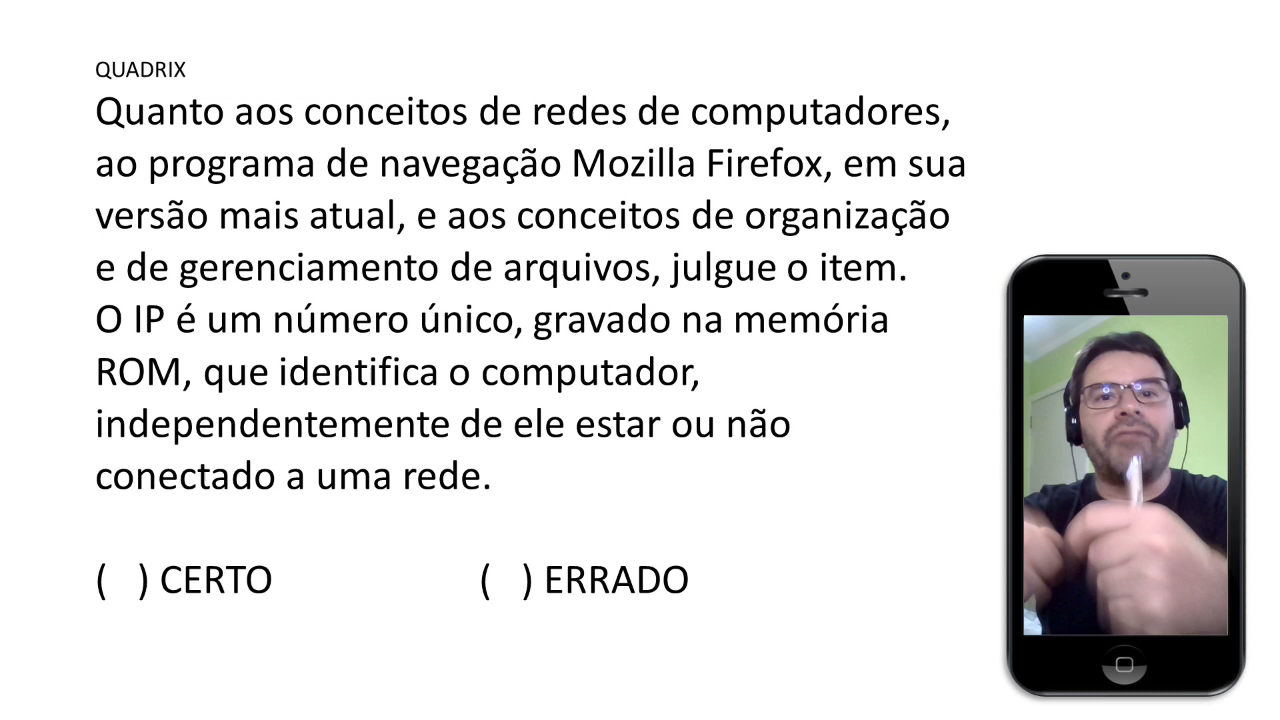 QUADRIX
Quanto aos conceitos de redes de computadores,
ao programa de navegação Mozilla Firefox, em sua
versão mais atual, e aos conceitos de organização
e de gerenciamento de arquivos, julgue o item.
O IP é um número único, gravado na memória
ROM, que identifica o computador,
independentemente de ele estar ou não
conectado a uma rede.
(   ) CERTO (   ) ERRADO